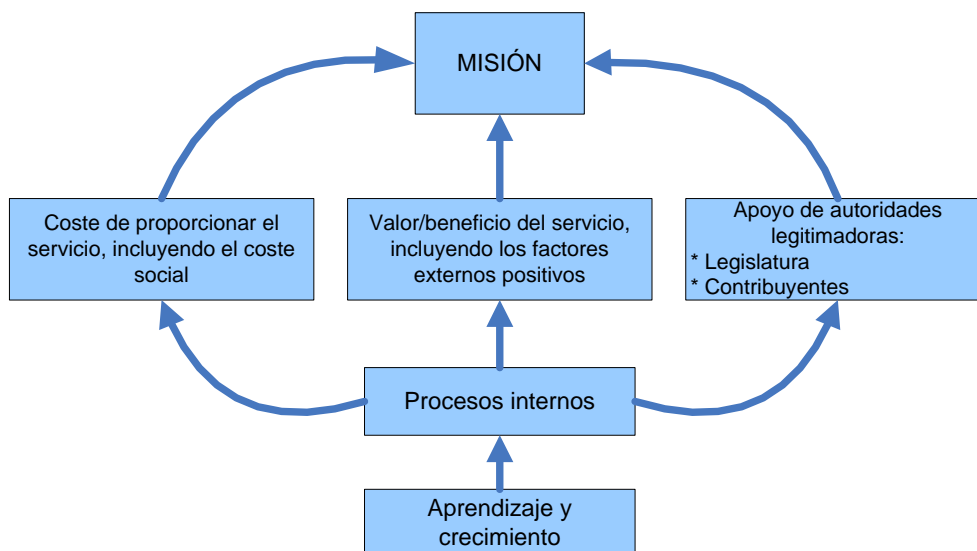 MISIÓN
Coste de proporcionar el
servicio, incluyendo el coste
social
Valor/beneficio del servicio,
incluyendo los factores
externos positivos
Apoyo de autoridades
legitimadoras:
* Legislatura
* Contribuyentes
Procesos internos
Aprendizaje y
crecimiento